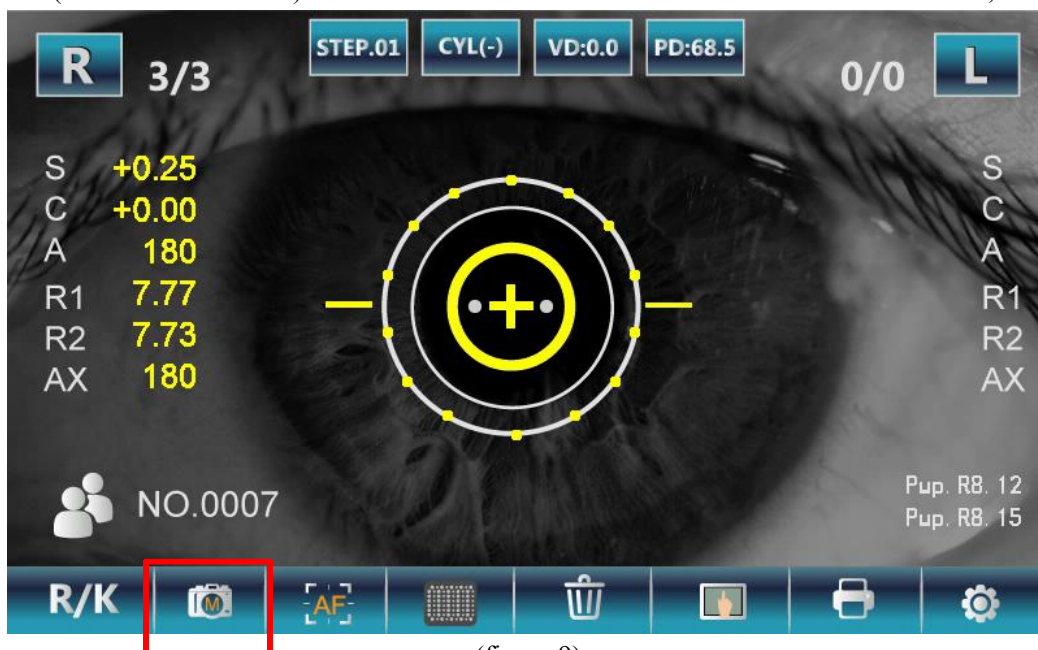 R 3/3 STEP.01 CYL(-) VD:0.0 PD:68.5 0/0 L
S +0.25 S
C +0.00 C
A 180 A
R1 7.77 R1
R2 7.73 R2
AX 180 AX
NO.0007
Pup. R8. 12
Pup. R8. 15
R/K M AF